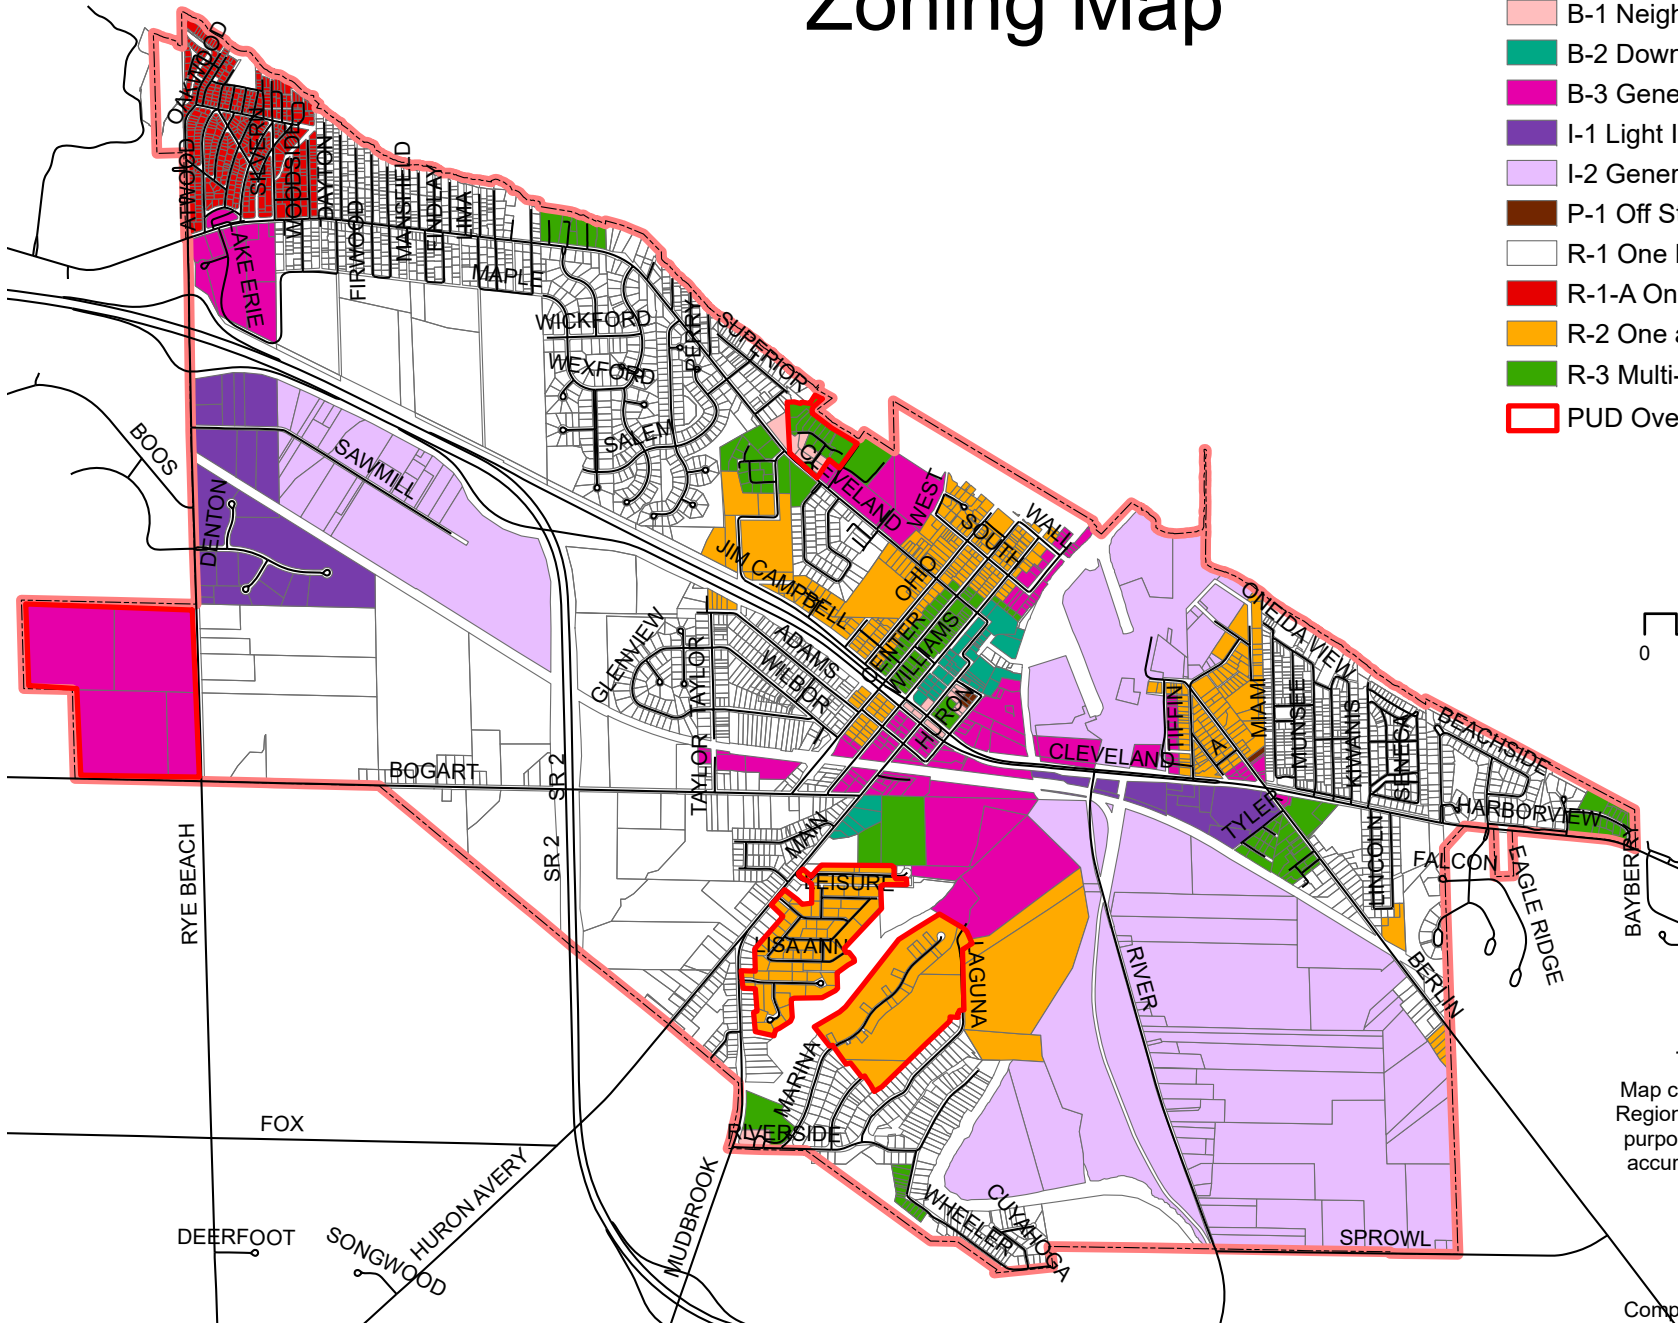 Zoning Map
B-1 Neigh
B-2 Down
B-3 Gene
I-1 Light I
I-2 Gener
P-1 Off S
R-1 One
R-1-A On
R-2 One a
R-3 Multi-
PUD Ove
0
OAKWOOD
ATWOOD
SKVERN
WOODSIDE
DAYTON
FIRWOOD
MANSFIELD
FINDLAY
LIMA
LAKE ERIE
MAPLE
WICKFORD
WEXFORD
PERRY
SUPERIOR
SALEM
BOOS
SAWMILL
DENTON
CLEVELAND
WEST
SOUTH
WALL
JIM CAMPBELL
OHIO
CENTER
WILLIAMS
ADAMS
WILBOR
GLENVIEW
TAYLOR
TAYLOR
HURON
ONEIDA VIEW
TIFFIN
MIAMI
A
MUNSEE
KIWANIS
SENECA
BEACHSIDE
CLEVELAND
HARBORVIEW
BOGART
SR 2
SR 2
TYLER
MAIN
LINCOLN
FALCON
EAGLE RIDGE
BAYBERRY
RYE BEACH
LEISURE
LISA ANN
LAGUNA
RIVER
BERLIN
MARINA
RIVERSIDE
FOX
HURON AVERY
MUDBROOK
WHEELER
CUYAHOGA
SPROWL
DEERFOOT
SONGWOOD
Map c
Region
purpo
accur
Comp